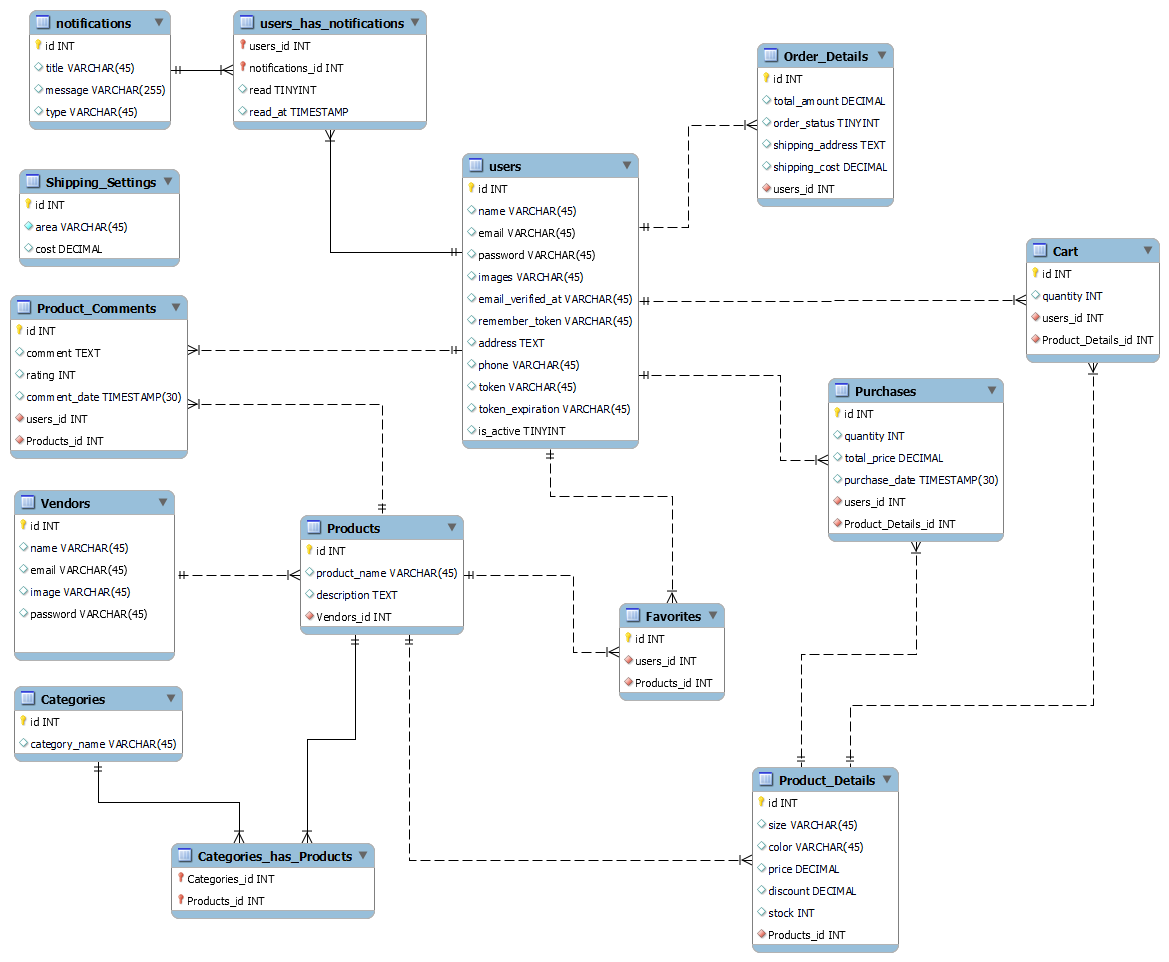 notifications
id INT
title VARCHAR(45)
message VARCHAR(255)
type VARCHAR(45)
users_has_notifications
users_id INT
notifications_id INT
read TINYINT
read_at TIMESTAMP
Order_Details
id INT
total_amount DECIMAL
order_status TINYINT
shipping_address TEXT
shipping_cost DECIMAL
users_id INT
Shipping_Settings
id INT
area VARCHAR(45)
cost DECIMAL
users
id INT
name VARCHAR(45)
email VARCHAR(45)
password VARCHAR(45)
images VARCHAR(45)
email_verified_at VARCHAR(45)
remember_token VARCHAR(45)
address TEXT
phone VARCHAR(45)
token VARCHAR(45)
token_expiration VARCHAR(45)
is_active TINYINT
Cart
id INT
quantity INT
users_id INT
Product_Details_id INT
Product_Comments
id INT
comment TEXT
rating INT
comment_date TIMESTAMP(30)
users_id INT
Products_id INT
Purchases
id INT
quantity INT
total_price DECIMAL
purchase_date TIMESTAMP(30)
users_id INT
Product_Details_id INT
Vendors
id INT
name VARCHAR(45)
email VARCHAR(45)
image VARCHAR(45)
password VARCHAR(45)
Products
id INT
product_name VARCHAR(45)
description TEXT
Vendors_id INT
Favorites
id INT
users_id INT
Products_id INT
Categories
id INT
category_name VARCHAR(45)
Categories_has_Products
Categories_id INT
Products_id INT
Product_Details
id INT
size VARCHAR(45)
color VARCHAR(45)
price DECIMAL
discount DECIMAL
stock INT
Products_id INT